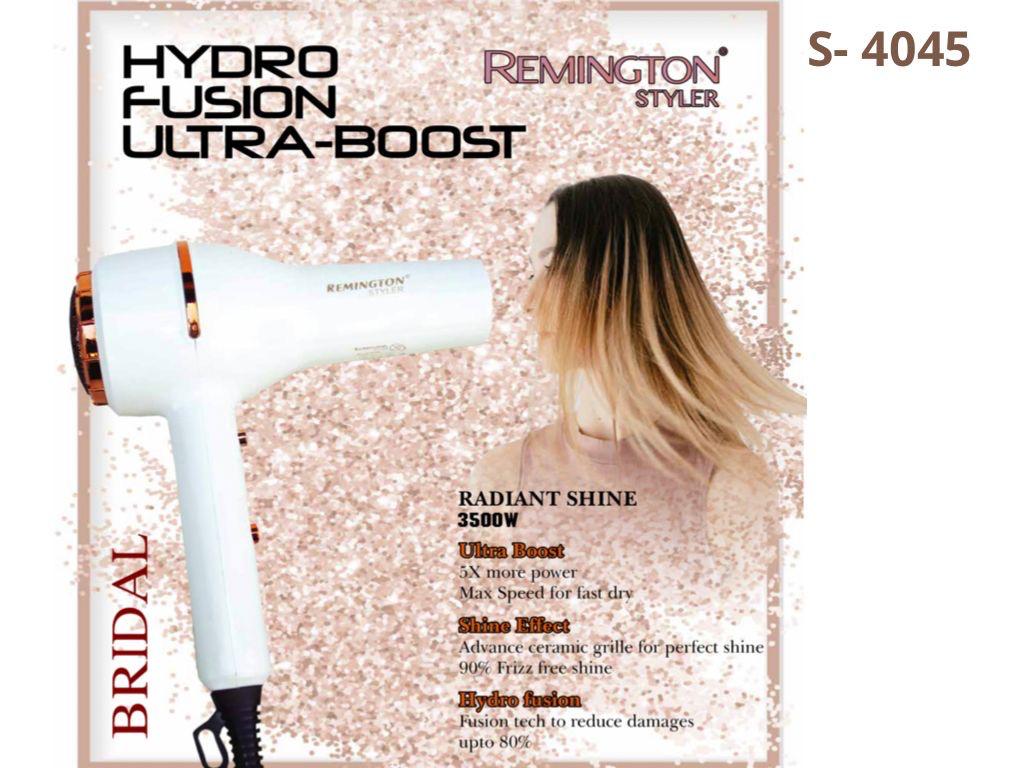 HYDRO
FUSION
ULTRA-BOOST
REMINGTON
STYLER
S- 4045
REMINGTON
STYLER
BRIDAL
RADIANT SHINE
3500W
Ultra Boost
5X more power
Max Speed for fast dry
Shine Effect
Advance ceramic grille for perfect shine
90% Frizz free shine
Hydro fusion
Fusion tech to reduce damages
upto 80%